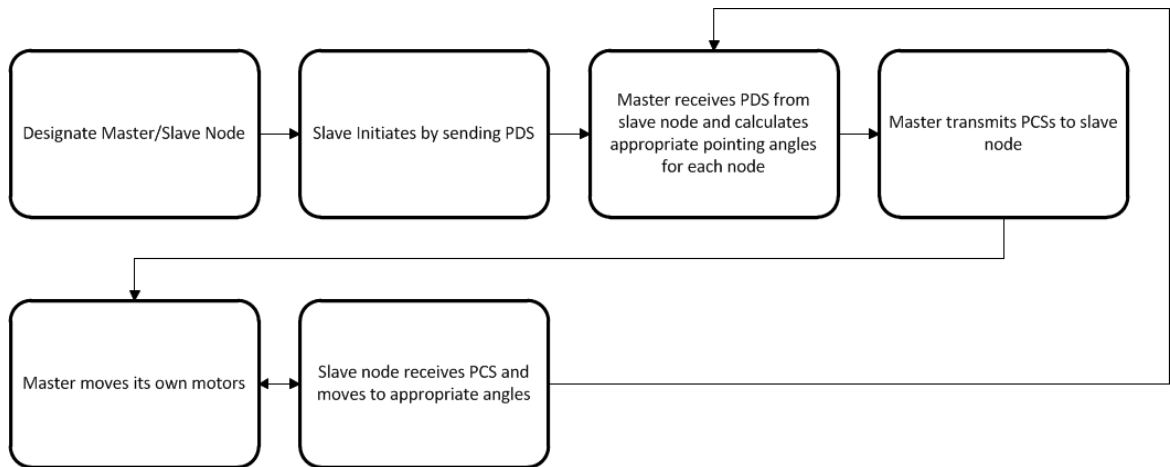 Designate Master/Slave Node
Slave Initiates by sending PDS
Master receives PDS from
slave node and calculates
appropriate pointing angles
for each node
Master transmits PCSs to slave
node
Master moves its own motors
Slave node receives PCS and
moves to appropriate angles